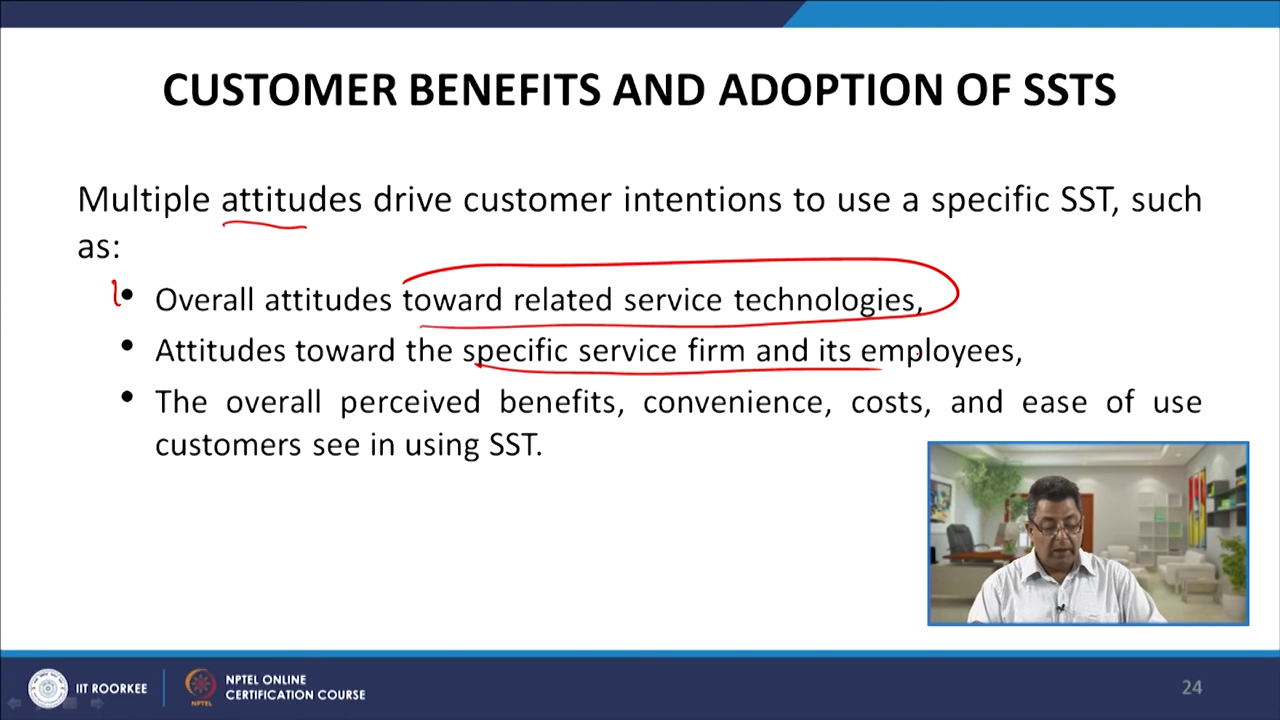 CUSTOMER BENEFITS AND ADOPTION OF SSTS
Multiple attitudes drive customer intentions to use a specific SST, such
as:
• Overall attitudes toward related service technologies,
• Attitudes toward the specific service firm and its employees,
• The overall perceived benefits, convenience, costs, and ease of use
customers see in using SST.
IIT ROORKEE
NPTEL
NPTEL ONLINE
CERTIFICATION COURSE
24